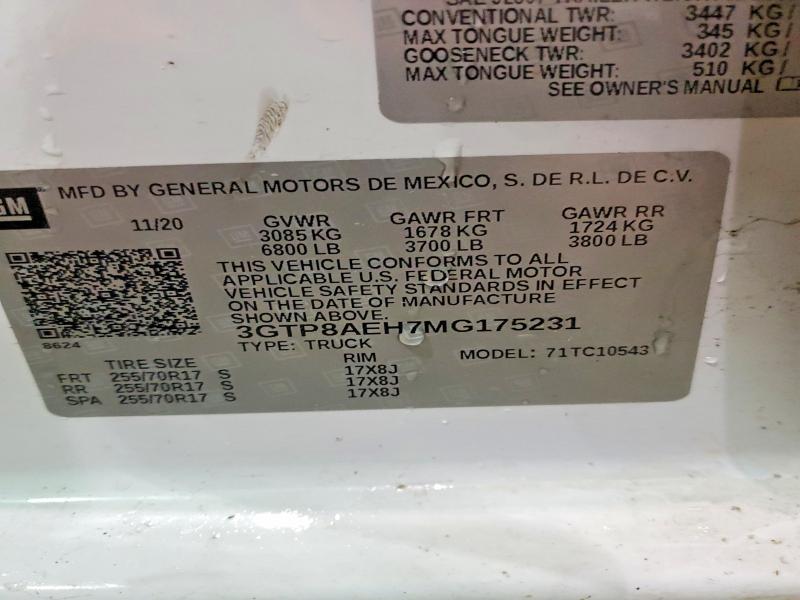 CONVENTIONAL TWR: 3447 KG/
MAX TONGUE WEIGHT: 345 KG/
GOOSENECK TWR: 3402 KG/
MAX TONGUE WEIGHT: 510 KG/
SEE OWNER'S MANUAL
GM
MFD BY GENERAL MOTORS DE MEXICO, S. DE R.L. DE C.V.
11/20 GVWR GAWR FRT GAWR RR
3085 KG 1678 KG 1724 KG
6800 LB 3700 LB 3800 LB
THIS VEHICLE CONFORMS TO ALL
APPLICABLE U.S. FEDERAL MOTOR
VEHICLE SAFETY STANDARDS IN EFFECT
ON THE DATE OF MANUFACTURE
SHOWN ABOVE.
3GTP8AEH7MG175231
8624
TYPE: TRUCK MODEL: 71TC10543
TIRE SIZE RIM
FRT 255/70R17 S 17X8J
RR 255/70R17 S 17X8J
SPA 255/70R17 S 17X8J